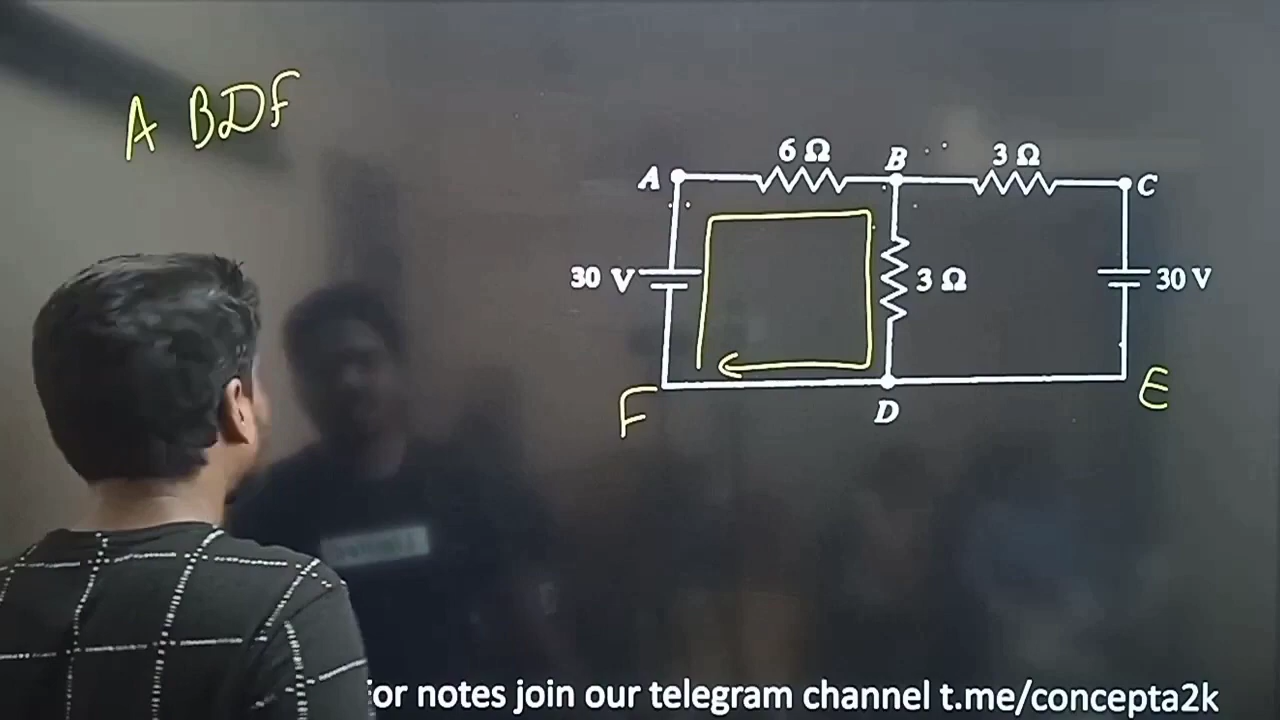 A BDF
6 Ω
B
3 Ω
A
C
30 V
3 Ω
30 V
F
D
E
For notes join our telegram channel t.me/concepta2k